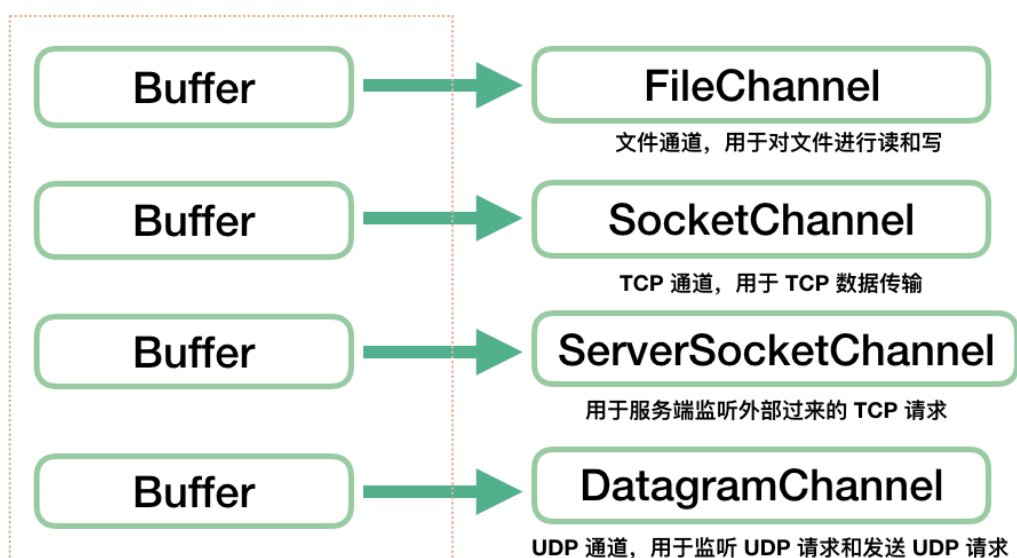 Buffer
FileChannel
文件通道，用于对文件进行读和写
Buffer
SocketChannel
TCP 通道，用于 TCP 数据传输
Buffer
ServerSocketChannel
用于服务端监听外部过来的 TCP 请求
Buffer
DatagramChannel
UDP 通道，用于监听 UDP 请求和发送 UDP 请求